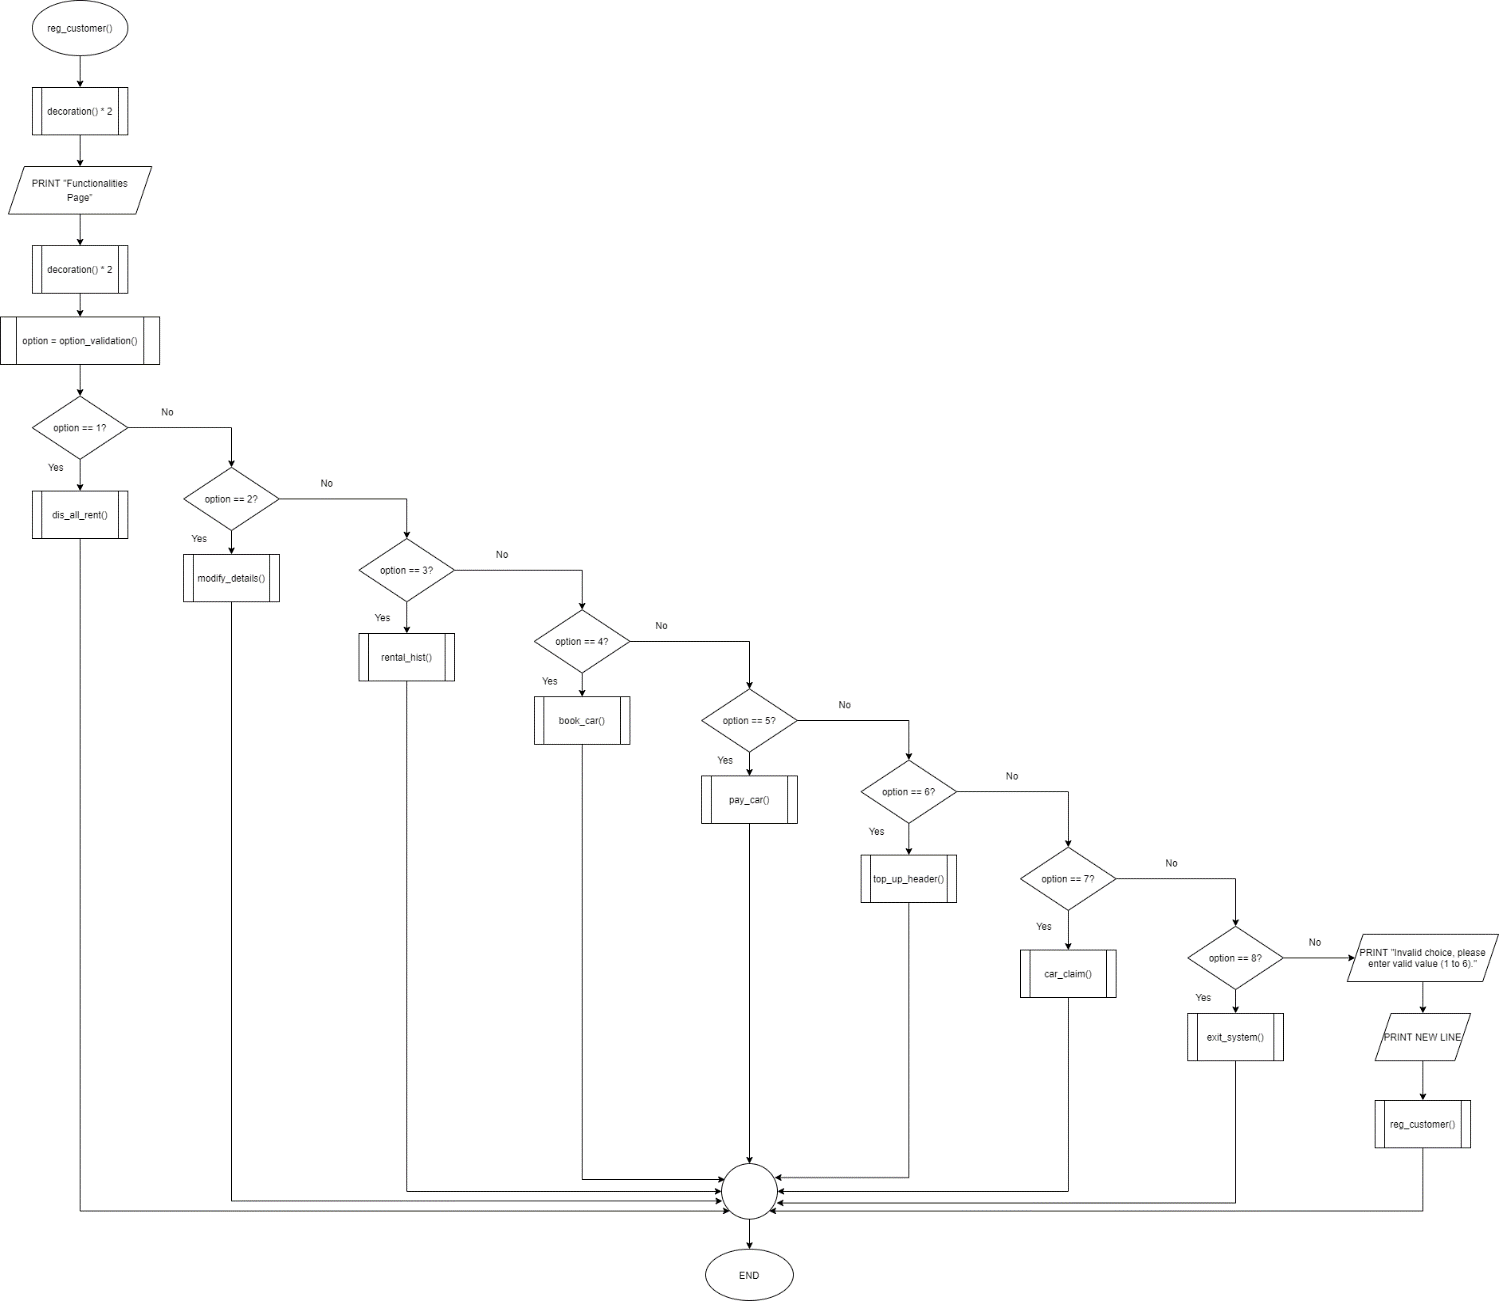 reg_customer()
decoration() * 2
PRINT "Functionalities
Page"
decoration() * 2
option = option_validation()
option == 1?
No
Yes
dis_all_rent()
option == 2?
No
Yes
modify_details()
option == 3?
No
Yes
rental_hist()
option == 4?
No
Yes
book_car()
option == 5?
No
Yes
pay_car()
option == 6?
No
Yes
top_up_header()
option == 7?
No
Yes
car_claim()
option == 8?
No
Yes
exit_system()
PRINT "Invalid choice, please
enter valid value (1 to 6)."
PRINT NEW LINE
reg_customer()
END